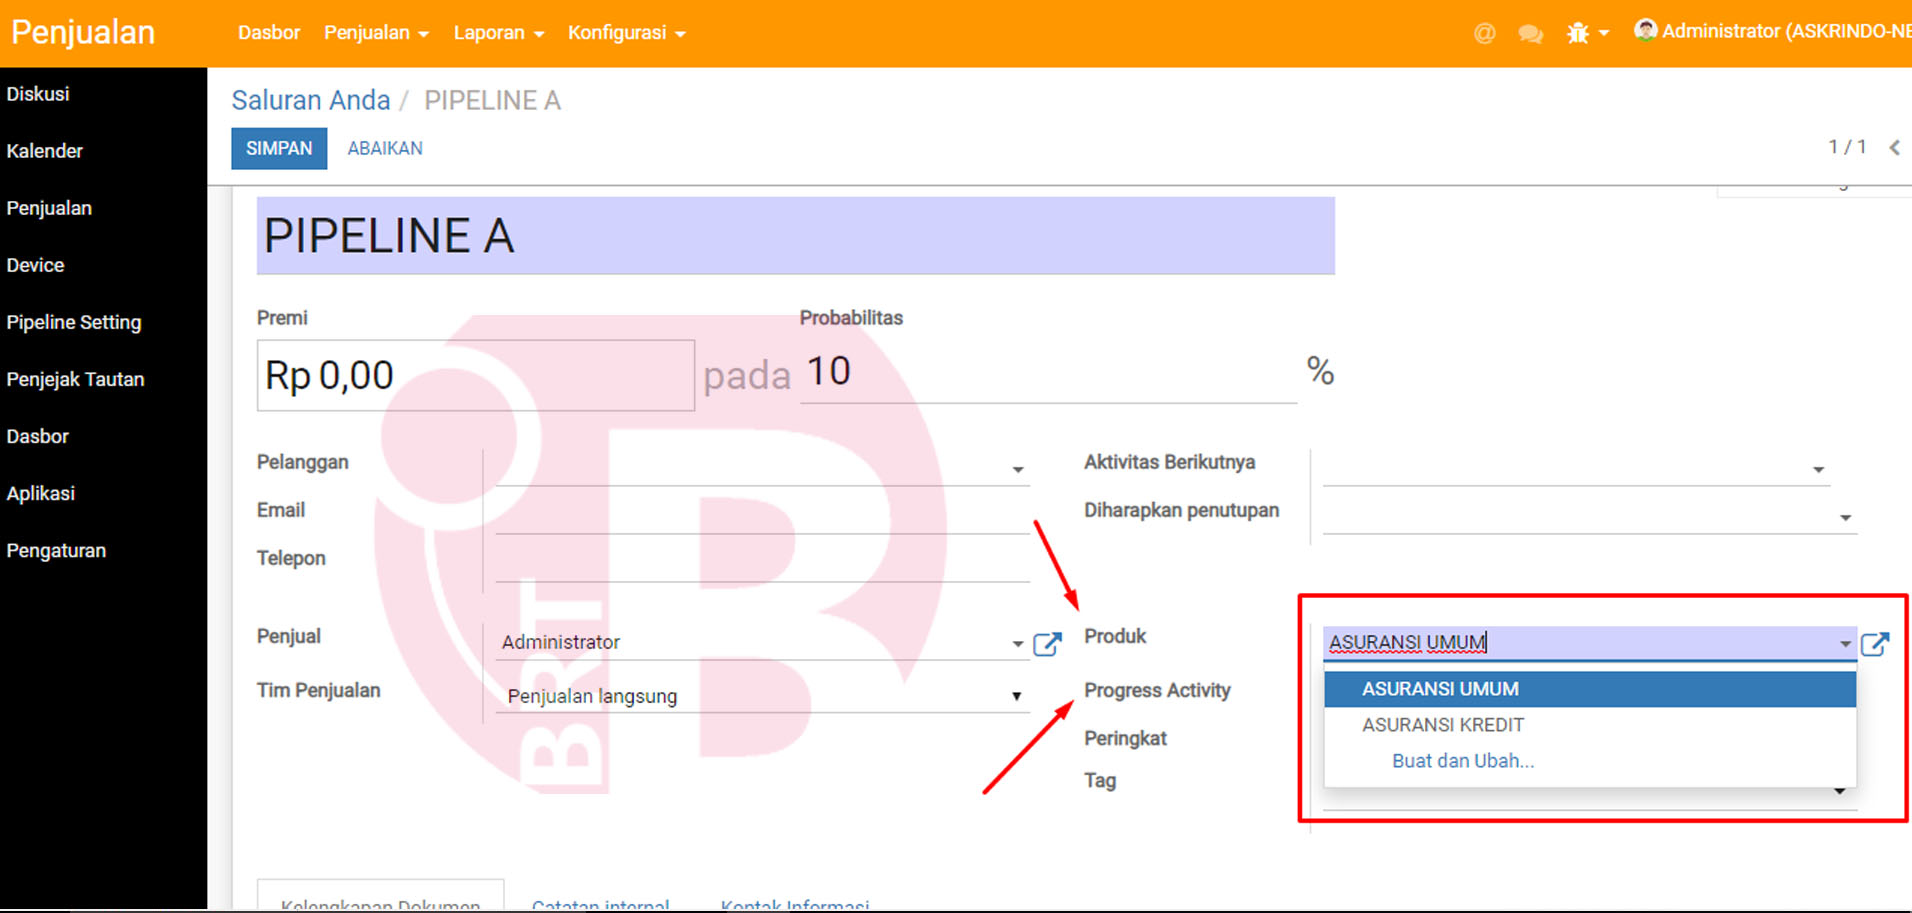 Penjualan
Dasbor Penjualan Laporan Konfigurasi
@ Administrator (ASKRINDO-NE
Diskusi
Kalender
Penjualan
Device
Pipeline Setting
Penjejak Tautan
Dasbor
Aplikasi
Pengaturan
Saluran Anda / PIPELINE A
SIMPAN ABAIKAN
1 / 1
PIPELINE A
Premi Probabilitas
Rp 0,00 pada 10 %
Pelanggan Aktivitas Berikutnya
Email Diharapkan penutupan
Telepon
Penjual Administrator Produk ASURANSI UMUM
Tim Penjualan Penjualan langsung Progress Activity
ASURANSI UMUM
ASURANSI KREDIT
Peringkat
Buat dan Ubah...
Tag
BRT
B
Kelengkapan Dokumen Catatan internal Kontak Informasi